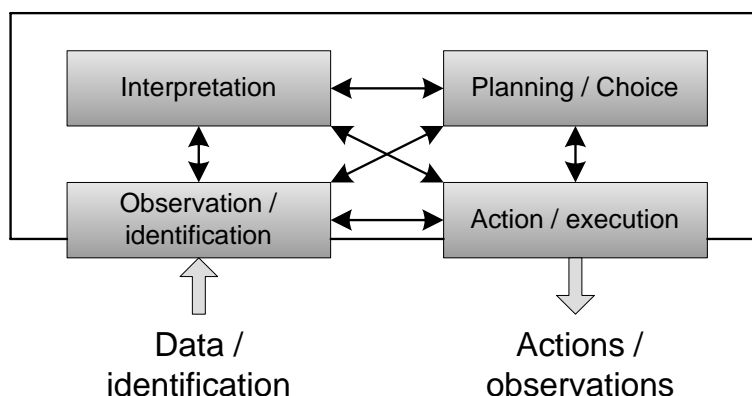 Interpretation
Planning / Choice
Observation /
identification
Action / execution
Data /
identification
Actions /
observations